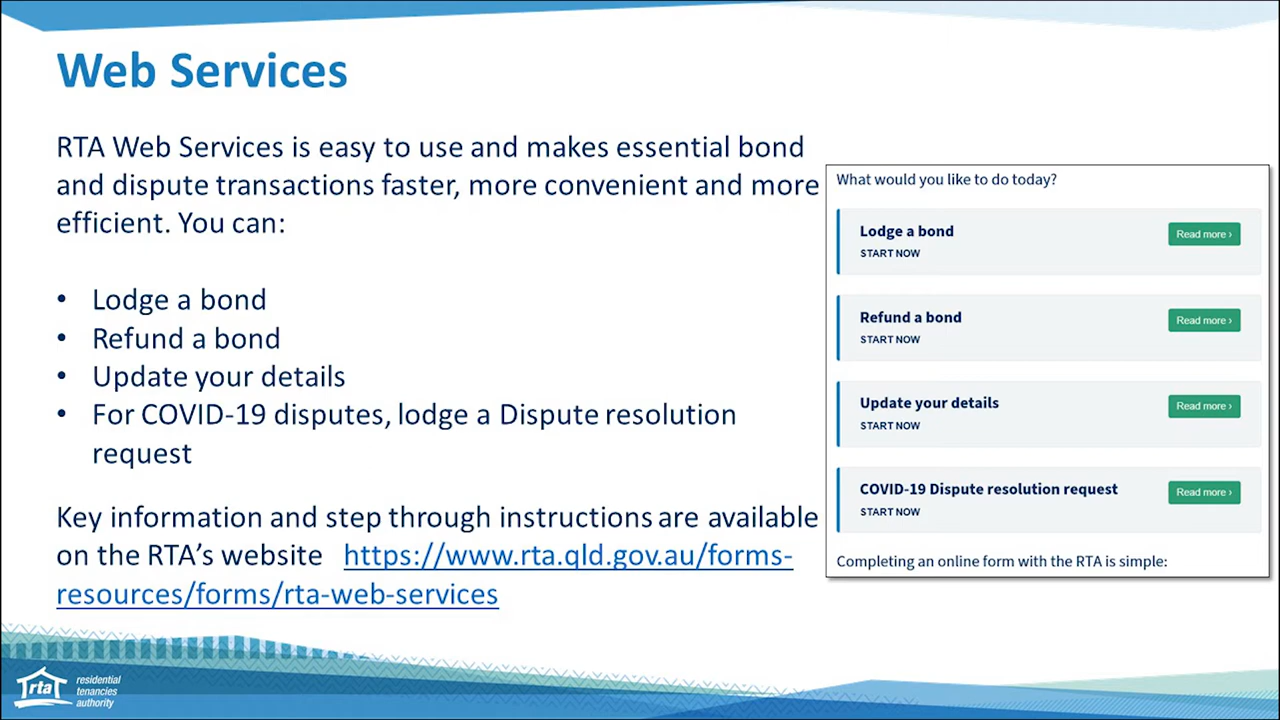 Web Services
RTA Web Services is easy to use and makes essential bond
and dispute transactions faster, more convenient and more
efficient. You can:
• Lodge a bond
• Refund a bond
• Update your details
• For COVID-19 disputes, lodge a Dispute resolution
request
Key information and step through instructions are available
on the RTA's website https://www.rta.qld.gov.au/forms-
resources/forms/rta-web-services
What would you like to do today?
Lodge a bond
START NOW
Read more ›
Refund a bond
START NOW
Read more ›
Update your details
START NOW
Read more ›
COVID-19 Dispute resolution request
START NOW
Read more ›
Completing an online form with the RTA is simple:
rta
residential
tenancies
authority